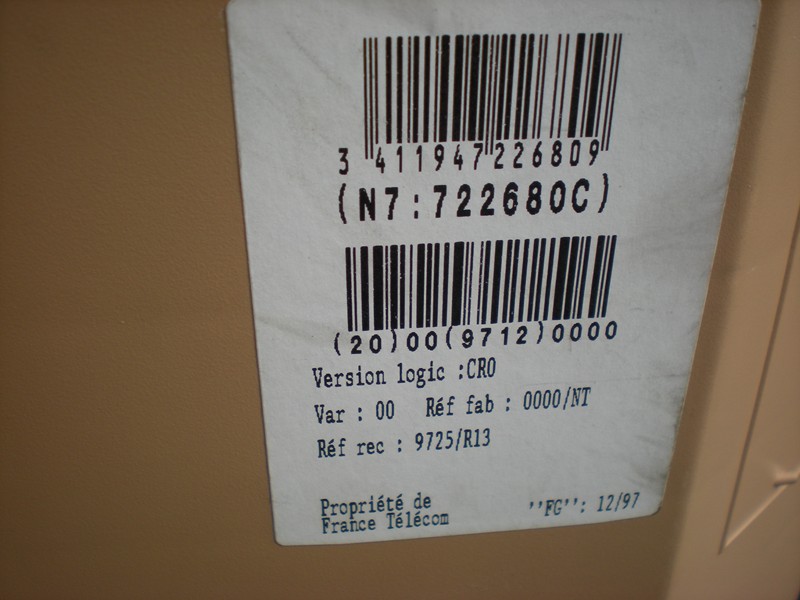 3 411947 226809
(N7:722680C)
(20)00(9712)0000
Version logic :CR0
Var : 00 Réf fab : 0000/NT
Réf rec : 9725/R13
Propriété de
France Télécom
''FG'': 12/97